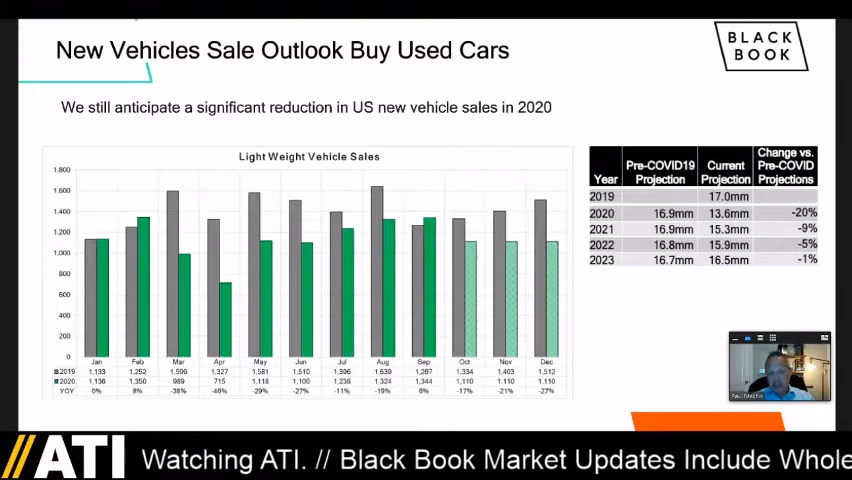 New Vehicles Sale Outlook Buy Used Cars
BLACK
BOOK
We still anticipate a significant reduction in US new vehicle sales in 2020
Light Weight Vehicle Sales
1.800
1.600
1.400
1.200
1.000
800
600
400
200
0
Jan Feb Mar Apr May Jun Jul Aug Sep Oct Nov Dec
2019 1,133 1,252 1,599 1,327 1,581 1,510 1,396 1,639 1,267 1,334 1,403 1,512
2020 1,136 1,350 989 715 1,118 1,100 1,236 1,324 1,344 1,110 1,110 1,110
YOY 0% 8% -38% -46% -29% -27% -11% -19% 6% -17% -21% -27%
Year Pre-COVID19 Projection Current Projection Change vs. Pre-COVID Projections
2019 17.0mm
2020 16.9mm 13.6mm -20%
2021 16.9mm 15.3mm -9%
2022 16.8mm 15.9mm -5%
2023 16.7mm 16.5mm -1%
//ATI Watching ATI. // Black Book Market Updates Include Whole